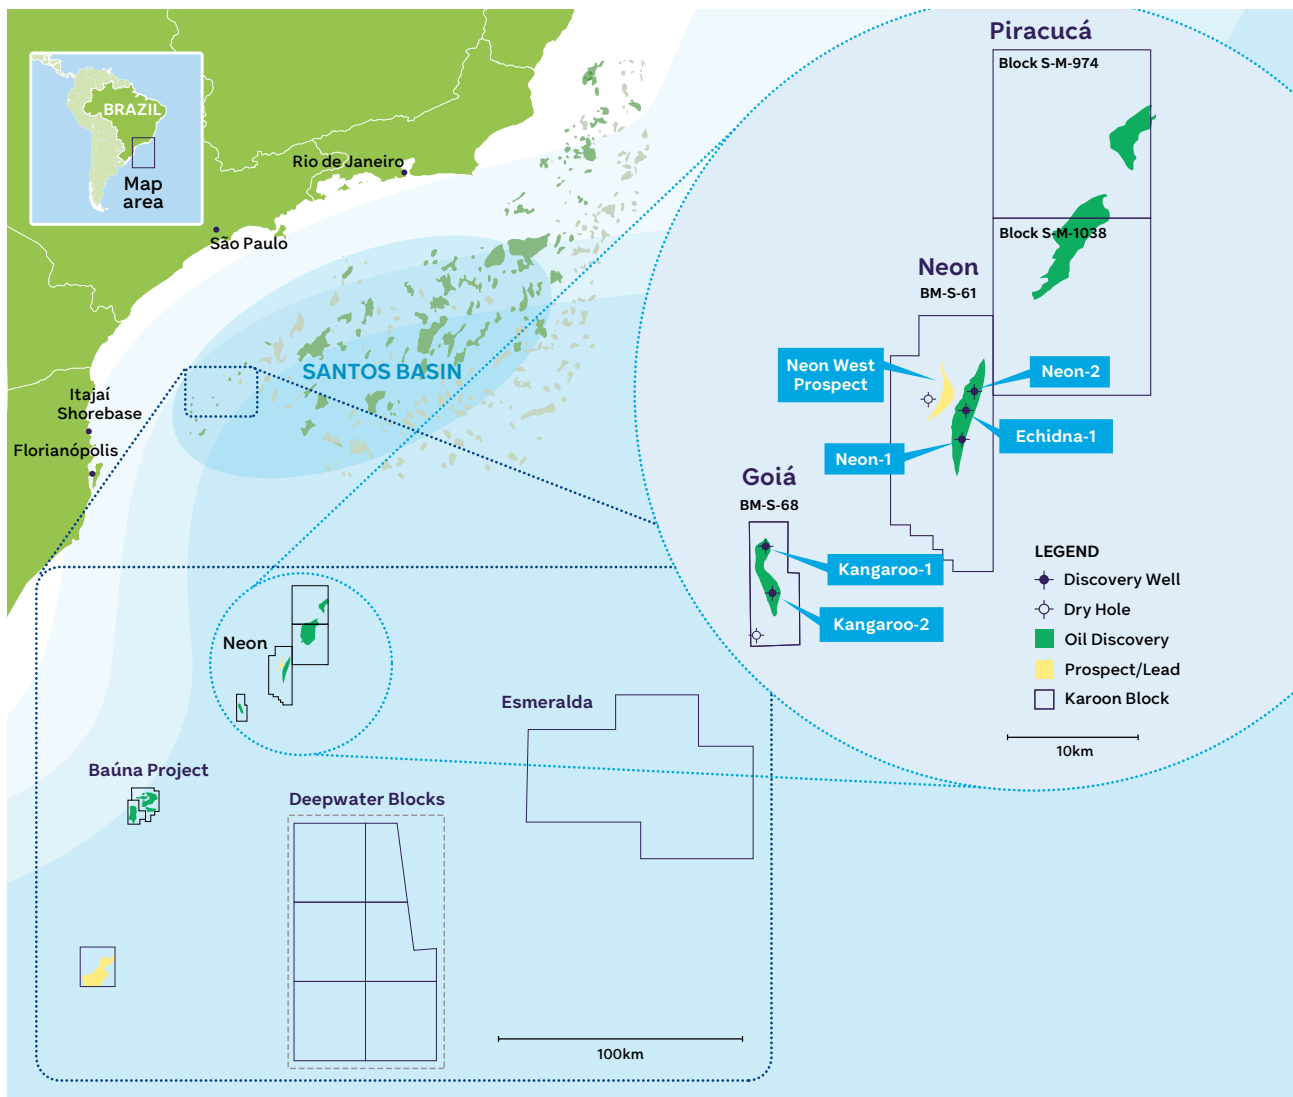 BRAZIL
Map
area
Rio de Janeiro
São Paulo
SANTOS BASIN
Itajaí
Shorebase
Florianópolis
Piracucá
Block S-M-974
Block S-M-1038
Neon
BM-S-61
Neon West
Prospect
Neon-2
Echidna-1
Neon-1
Goiá
BM-S-68
Kangaroo-1
Kangaroo-2
LEGEND
Discovery Well
Dry Hole
Oil Discovery
Prospect/Lead
Karoon Block
10km
Neon
Esmeralda
Baúna Project
Deepwater Blocks
100km